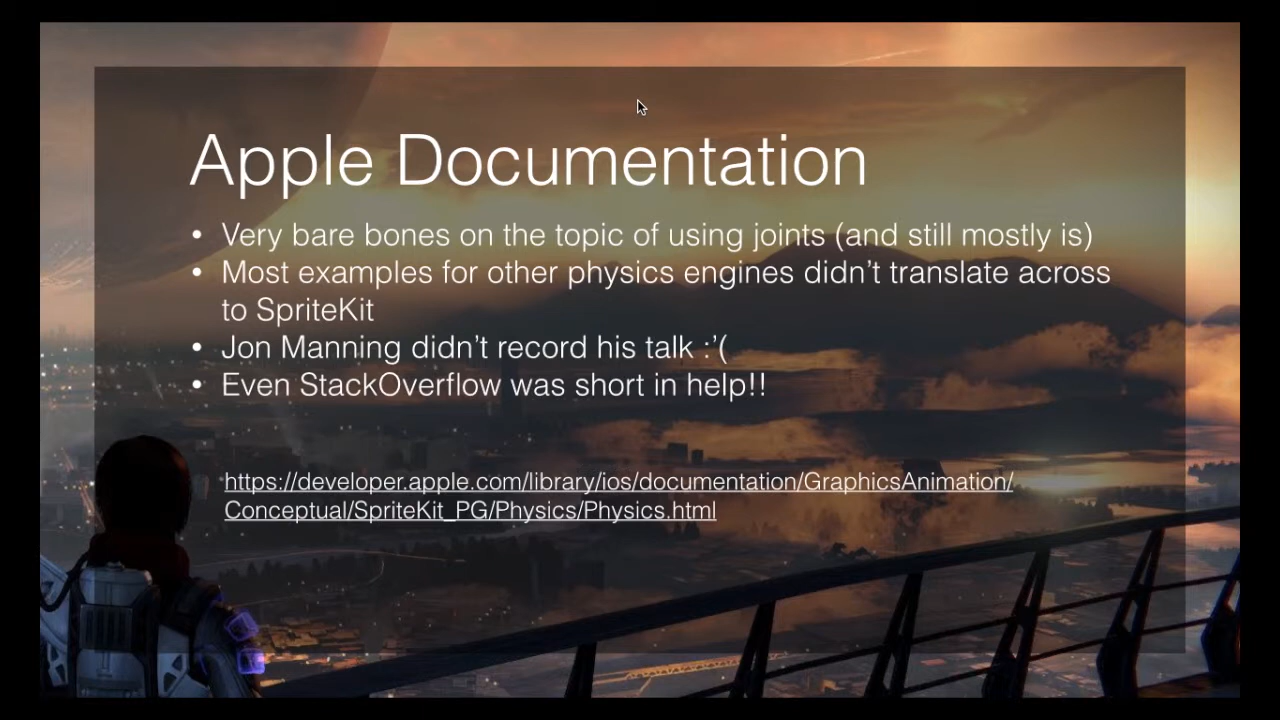 Apple Documentation
• Very bare bones on the topic of using joints (and still mostly is)
• Most examples for other physics engines didn’t translate across
to SpriteKit
• Jon Manning didn’t record his talk :’(
• Even StackOverflow was short in help!!
https://developer.apple.com/library/ios/documentation/GraphicsAnimation/
Conceptual/SpriteKit_PG/Physics/Physics.html